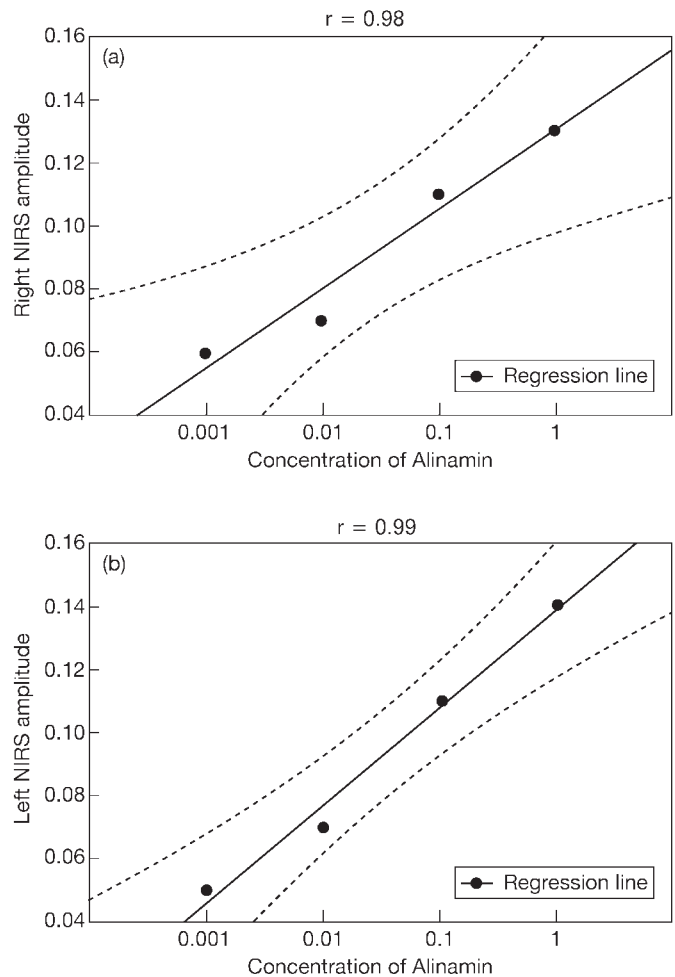 r = 0.98
(a)
0.16
0.14
0.12
0.10
0.08
0.06
0.04
Right NIRS amplitude
Regression line
0.001 0.01 0.1 1
Concentration of Alinamin
r = 0.99
(b)
0.16
0.14
0.12
0.10
0.08
0.06
0.04
Left NIRS amplitude
Regression line
0.001 0.01 0.1 1
Concentration of Alinamin